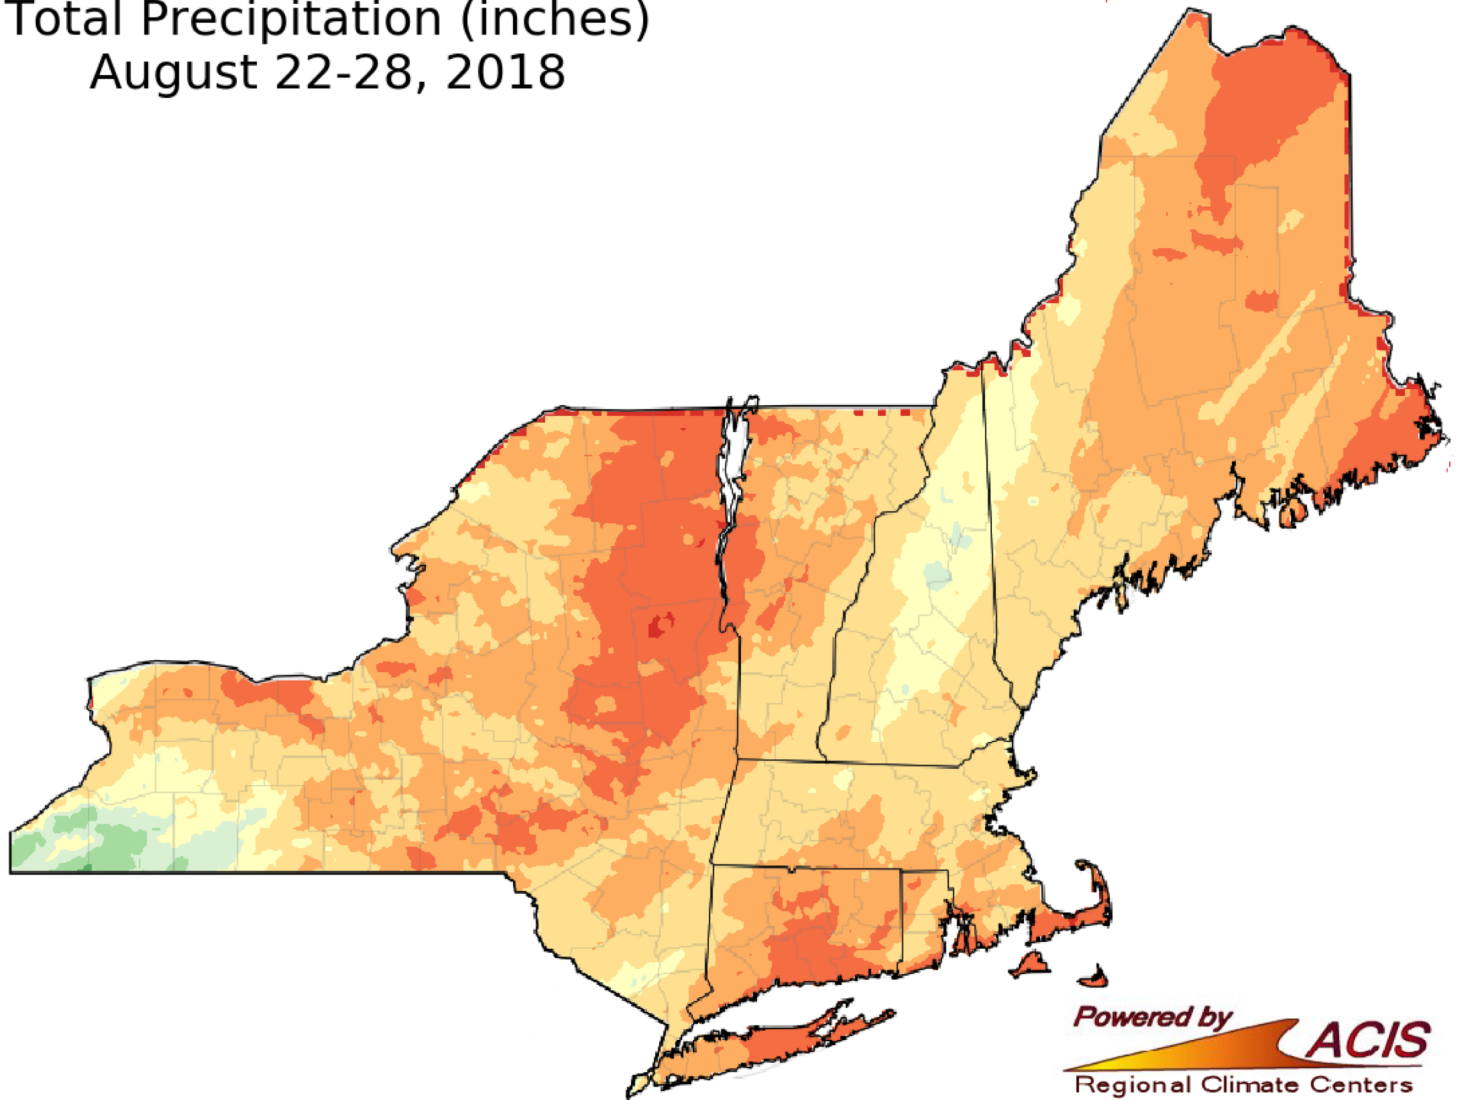 Total Precipitation (inches)
August 22-28, 2018
Powered by
ACIS
Regional Climate Centers